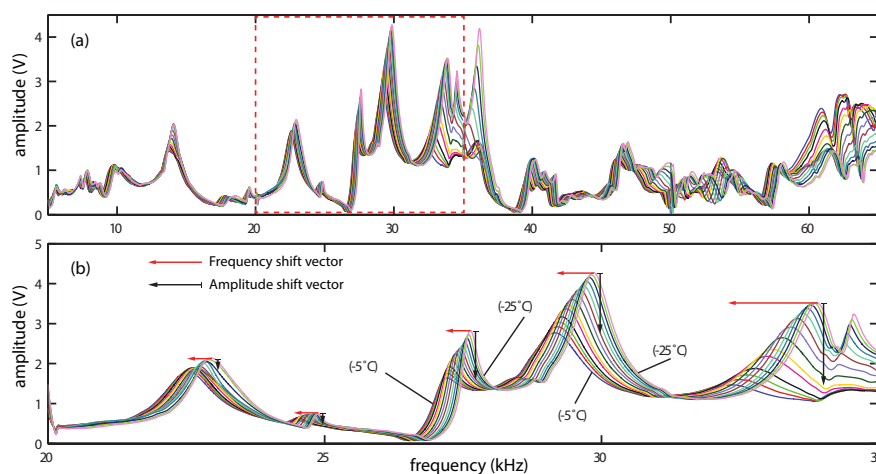 (a)
amplitude (V)
4
3
2
1
0
10 20 30 40 50 60
(b)
Frequency shift vector
Amplitude shift vector
(-25˚C)
(-5˚C)
(-25˚C)
(-5˚C)
amplitude (V)
5
4
3
2
1
0
20 25 30 3
frequency (kHz)